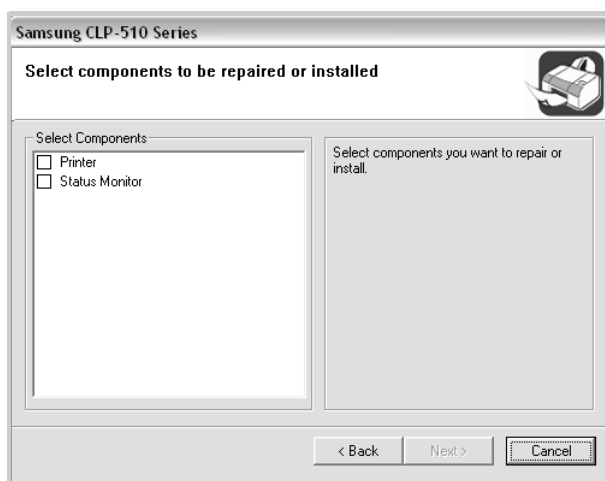 Samsung CLP-510 Series
Select components to be repaired or installed
Select Components
Printer
Status Monitor
Select components you want to repair or
install.
< Back
Next >
Cancel